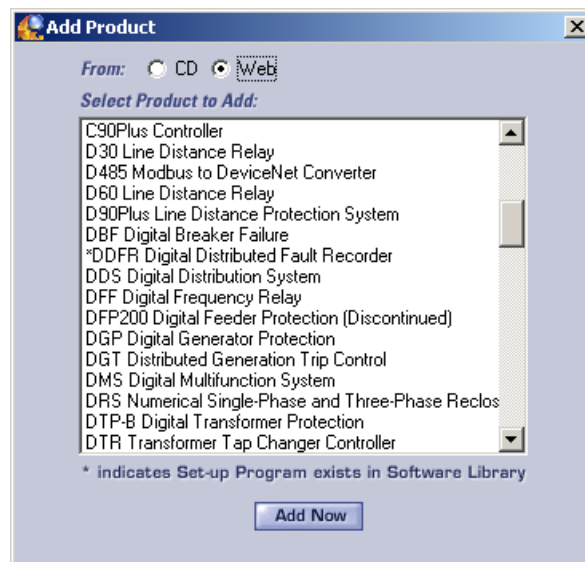 Add Product
From: CD Web
Select Product to Add:
C90Plus Controller
D30 Line Distance Relay
D485 Modbus to DeviceNet Converter
D60 Line Distance Relay
D90Plus Line Distance Protection System
DBF Digital Breaker Failure
*DDFR Digital Distributed Fault Recorder
DDS Digital Distribution System
DFF Digital Frequency Relay
DFP200 Digital Feeder Protection (Discontinued)
DGP Digital Generator Protection
DGT Distributed Generation Trip Control
DMS Digital Multifunction System
DRS Numerical Single-Phase and Three-Phase Reclos
DTP-B Digital Transformer Protection
DTR Transformer Tap Changer Controller
* indicates Set-up Program exists in Software Library
Add Now